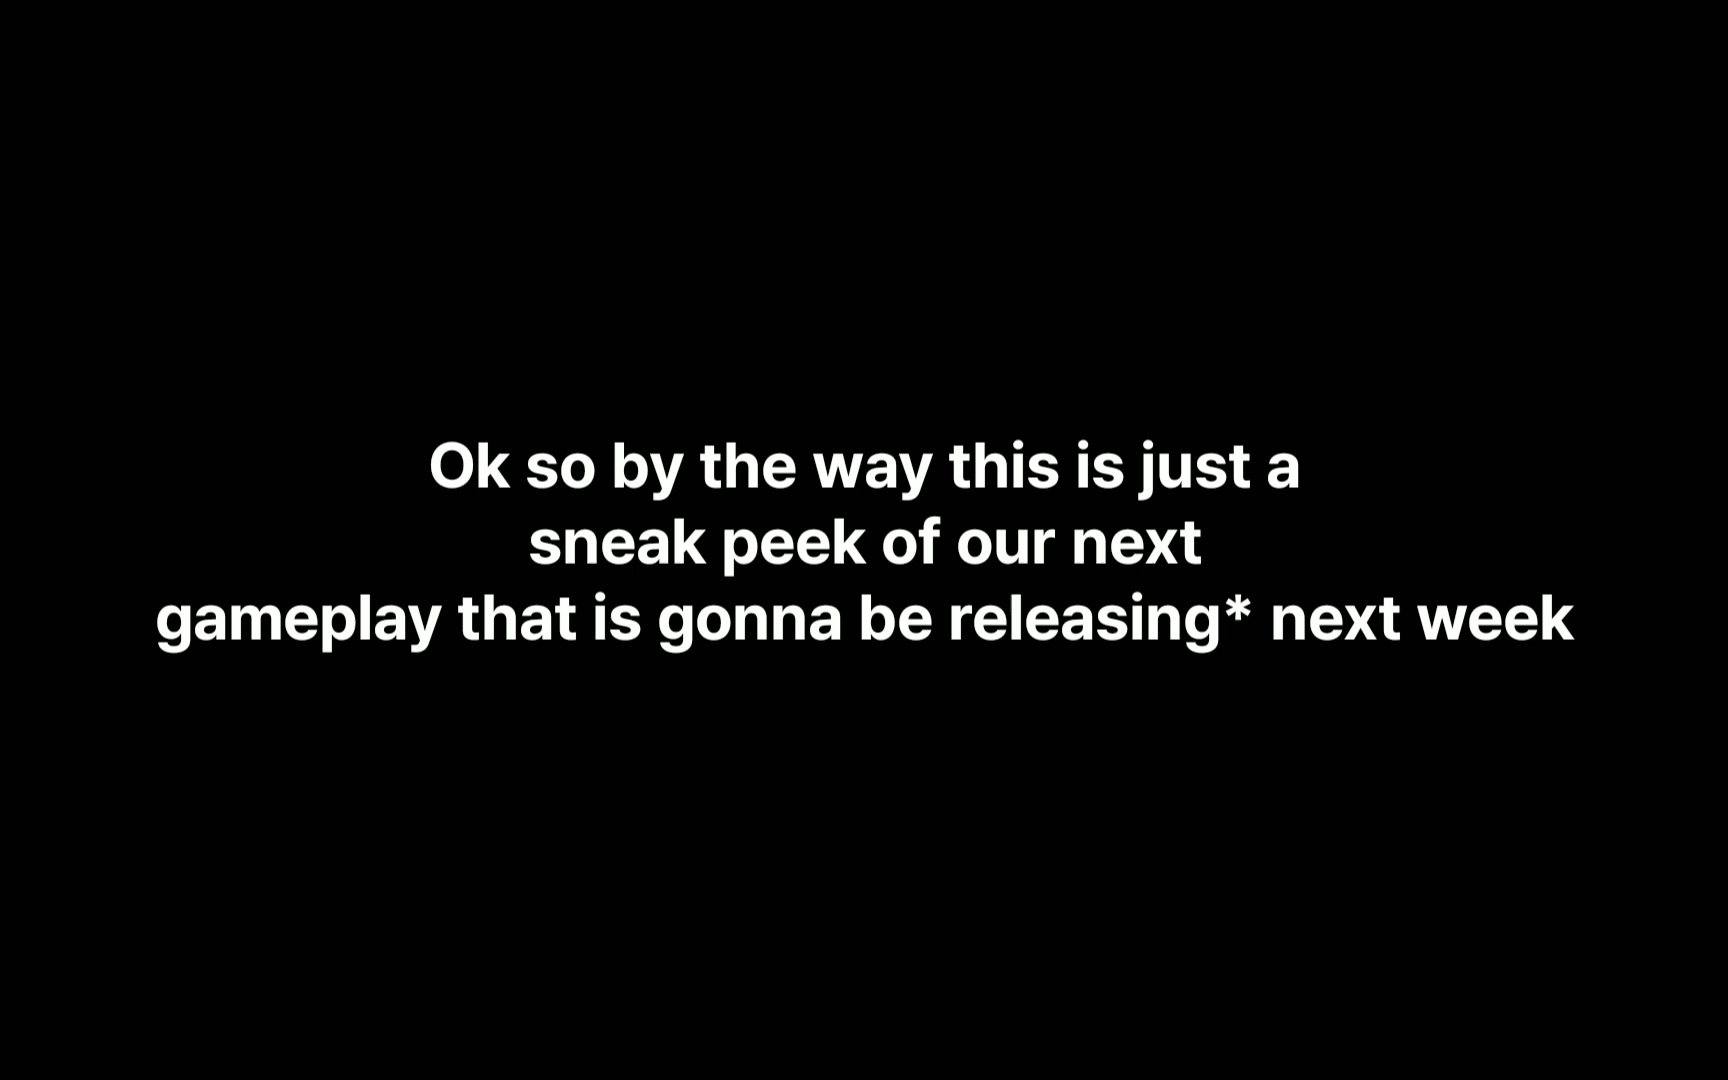 Ok so by the way this is just a
sneak peek of our next
gameplay that is gonna be releasing* next week